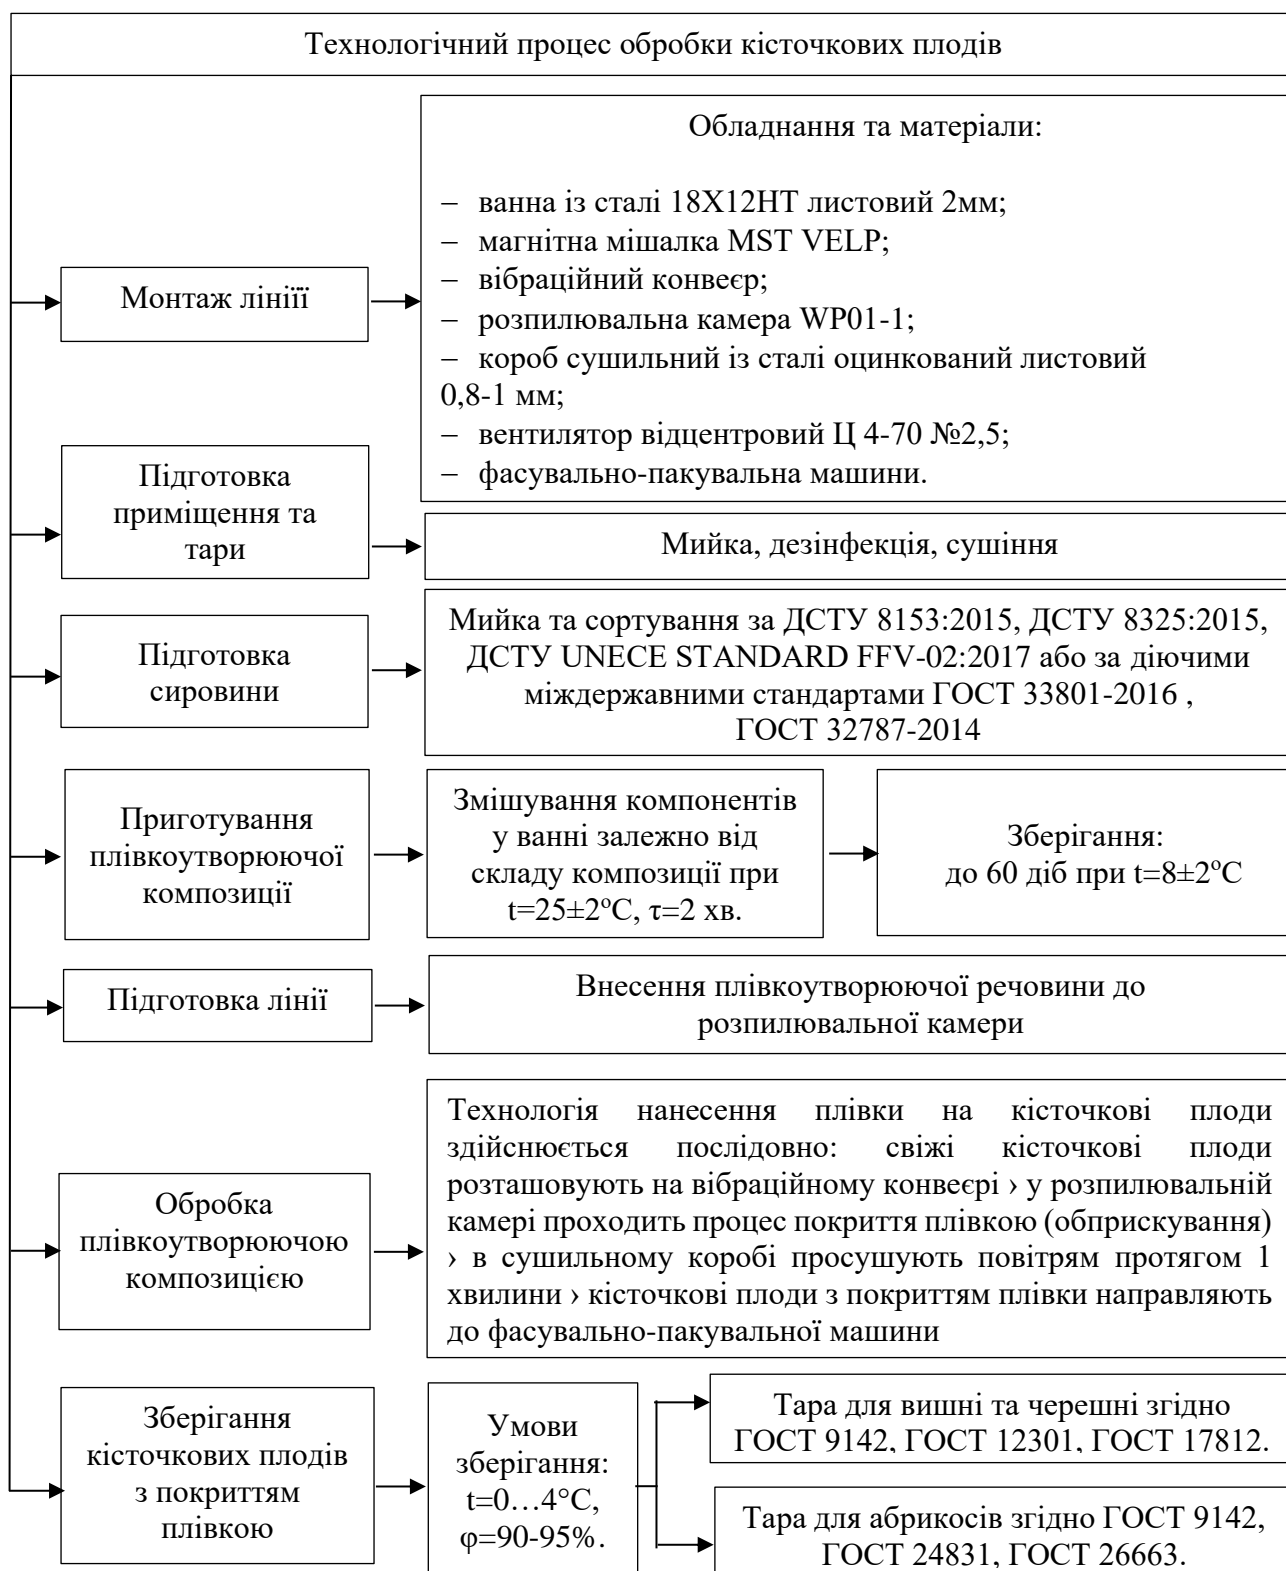 Технологічний процес обробки кісточкових плодів
Монтаж лініїї
Обладнання та матеріали:
– ванна із сталі 18Х12НТ листовий 2мм;
– магнітна мішалка MST VELP;
– вібраційний конвеєр;
– розпилювальна камера WP01-1;
– короб сушильний із сталі оцинкований листовий
0,8-1 мм;
– вентилятор відцентровий Ц 4-70 №2,5;
– фасувально-пакувальна машини.
Підготовка
приміщення та
тари
Мийка, дезінфекція, сушіння
Підготовка
сировини
Мийка та сортування за ДСТУ 8153:2015, ДСТУ 8325:2015,
ДСТУ UNECE STANDARD FFV-02:2017 або за діючими
міждержавними стандартами ГОСТ 33801-2016 ,
ГОСТ 32787-2014
Приготування
плівкоутворюючої
композиції
Змішування компонентів
у ванні залежно від
складу композиції при
t=25±2ºС, τ=2 хв.
Зберігання:
до 60 діб при t=8±2ºС
Підготовка лінії
Внесення плівкоутворюючої речовини до
розпилювальної камери
Обробка
плівкоутворюючою
композицією
Технологія нанесення плівки на кісточкові плоди
здійснюється послідовно: свіжі кісточкові плоди
розташовують на вібраційному конвеєрі › у розпилювальній
камері проходить процес покриття плівкою (обприскування)
› в сушильному коробі просушують повітрям протягом 1
хвилини › кісточкові плоди з покриттям плівки направляють
до фасувально-пакувальної машини
Зберігання
кісточкових плодів
з покриттям
плівкою
Умови
зберігання:
t=0…4°С,
φ=90-95%.
Тара для вишні та черешні згідно
ГОСТ 9142, ГОСТ 12301, ГОСТ 17812.
Тара для абрикосів згідно ГОСТ 9142,
ГОСТ 24831, ГОСТ 26663.